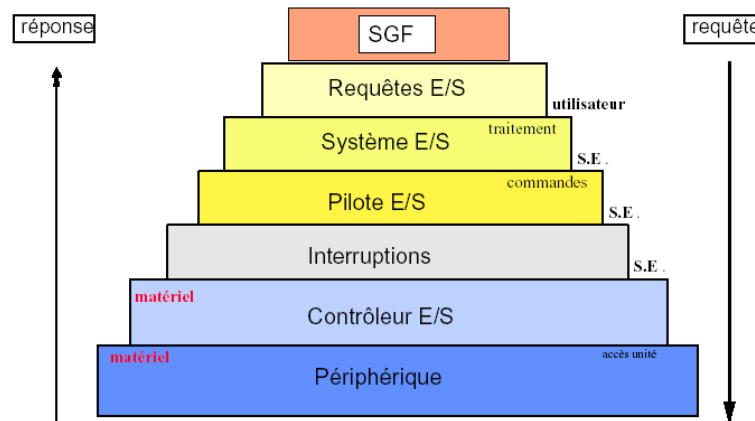 réponse
SGF
requête
Requêtes E/S
utilisateur
traitement
Système E/S
S.E .
commandes
Pilote E/S
S.E .
Interruptions
S.E .
matériel
Contrôleur E/S
matériel
accès unité
Périphérique